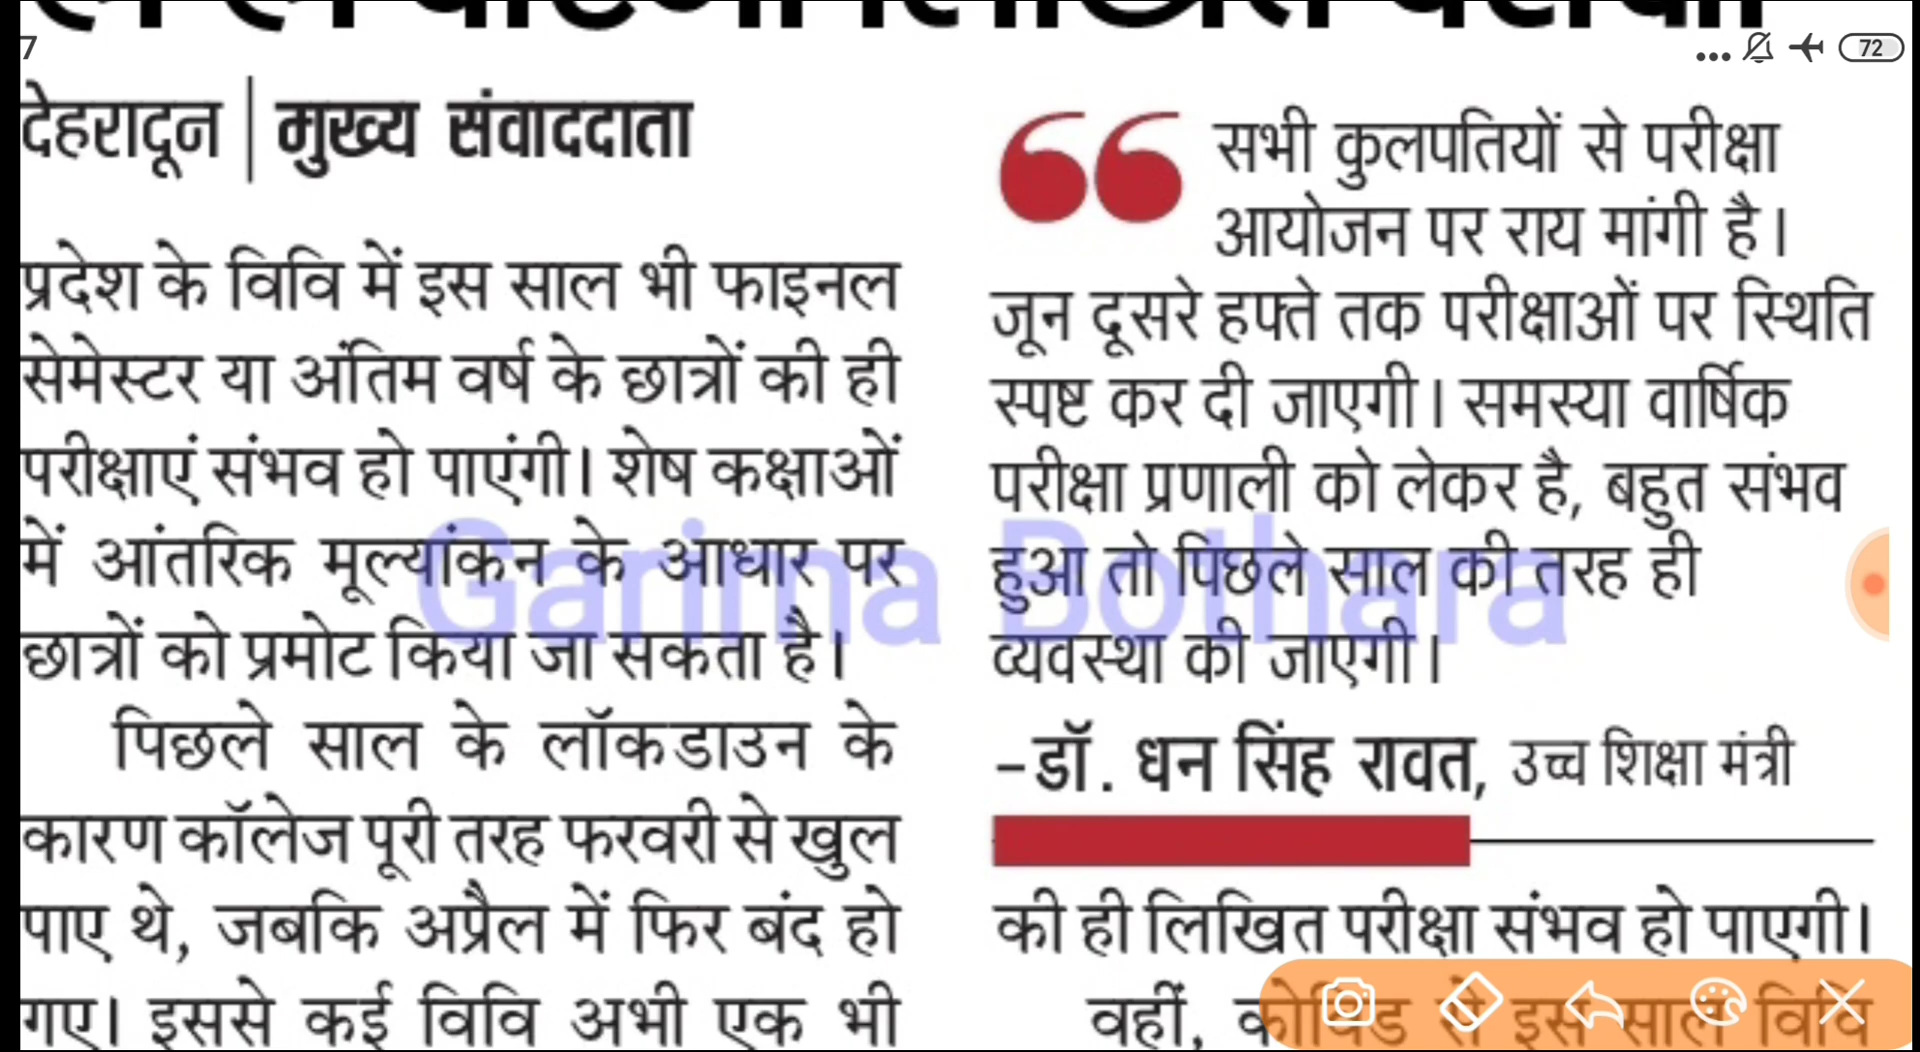 7
72
देहरादून | मुख्य संवाददाता
प्रदेश के विवि में इस साल भी फाइनल
सेमेस्टर या अंतिम वर्ष के छात्रों की ही
परीक्षाएं संभव हो पाएंगी। शेष कक्षाओं
में आंतरिक मूल्यांकन के आधार पर
छात्रों को प्रमोट किया जा सकता है।
पिछले साल के लॉकडाउन के
कारण कॉलेज पूरी तरह फरवरी से खुल
पाए थे, जबकि अप्रैल में फिर बंद हो
गए। इससे कई विवि अभी एक भी
सभी कुलपतियों से परीक्षा
आयोजन पर राय मांगी है।
जून दूसरे हफ्ते तक परीक्षाओं पर स्थिति
स्पष्ट कर दी जाएगी। समस्या वार्षिक
परीक्षा प्रणाली को लेकर है, बहुत संभव
हुआ तो पिछले साल की तरह ही
व्यवस्था की जाएगी।
-डॉ. धन सिंह रावत, उच्च शिक्षा मंत्री
की ही लिखित परीक्षा संभव हो पाएगी।
वहीं, कोविड से इस साल विवि
Garima Bothara